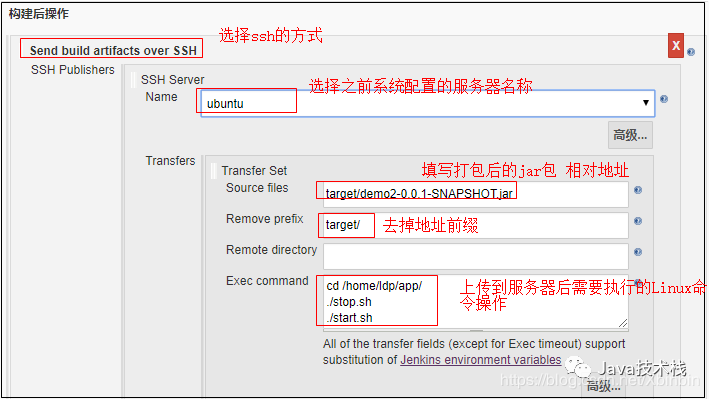 构建后操作
选择ssh的方式
Send build artifacts over SSH
X
SSH Publishers
SSH Server
Name
ubuntu
选择之前系统配置的服务器名称
高级...
Transfers
Transfer Set
填写打包后的jar包 相对地址
Source files
target/demo2-0.0.1-SNAPSHOT.jar
Remove prefix
target/
去掉地址前缀
Remote directory
Exec command
cd /home/ldp/app/
./stop.sh
./start.sh
上传到服务器后需要执行的Linux命
令操作
All of the transfer fields (except for Exec timeout) support
substitution of Jenkins environment variables
Java技术栈
高级...